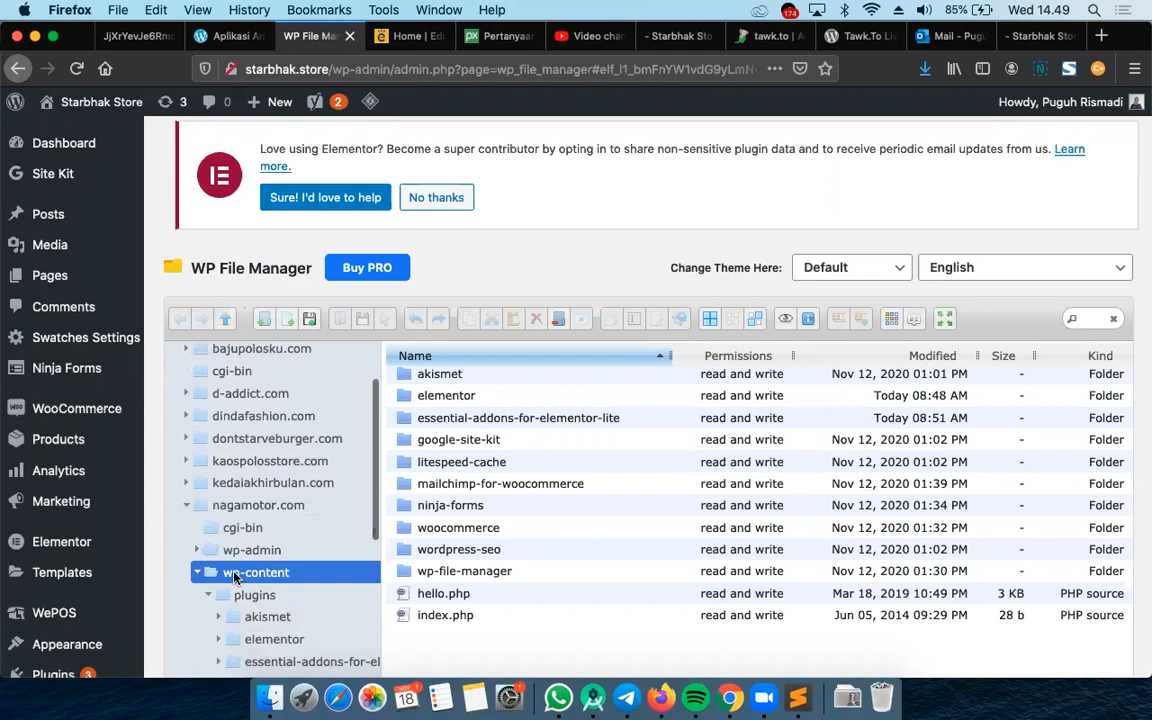 Firefox File Edit View History Bookmarks Tools Window Help 174 85% Wed 14.49
JjXrYevJe6Rm Aplikasi An WP File Man Home | Ed Pertanyaar Video chan - Starbhak Sto tawk.to | A Tawk.To Liv Mail - Pugu - Starbhak Sto
starbhak.store/wp-admin/admin.php?page=wp_file_manager#elf_l1_bmFnYW1vdG9yLmN
Starbhak Store 3 0 New 2 Howdy, Puguh Rismadi
Dashboard
Site Kit
Posts
Media
Pages
Comments
Swatches Settings
Ninja Forms
WooCommerce
Products
Analytics
Marketing
Elementor
Templates
WePOS
Appearance
Plugins 3
Love using Elementor? Become a super contributor by opting in to share non-sensitive plugin data and to receive periodic email updates from us. Learn
more.
Sure! I'd love to help No thanks
WP File Manager Buy PRO Change Theme Here: Default English
bajupolosku.com
cgi-bin
d-addict.com
dindafashion.com
dontstarveburger.com
kaospolosstore.com
kedaiakhirbulan.com
nagamotor.com
cgi-bin
wp-admin
wp-content
plugins
akismet
elementor
essential-addons-for-el
Name Permissions Modified Size Kind
akismet read and write Nov 12, 2020 01:01 PM - Folder
elementor read and write Today 08:48 AM - Folder
essential-addons-for-elementor-lite read and write Today 08:51 AM - Folder
google-site-kit read and write Nov 12, 2020 01:02 PM - Folder
litespeed-cache read and write Nov 12, 2020 01:02 PM - Folder
mailchimp-for-woocommerce read and write Nov 12, 2020 01:39 PM - Folder
ninja-forms read and write Nov 12, 2020 01:34 PM - Folder
woocommerce read and write Nov 12, 2020 01:32 PM - Folder
wordpress-seo read and write Nov 12, 2020 01:02 PM - Folder
wp-file-manager read and write Nov 12, 2020 01:02 PM - Folder
hello.php read and write Mar 18, 2019 10:49 PM 3 KB PHP source
index.php read and write Jun 05, 2014 09:29 PM 28 b PHP source
NOV 18 1